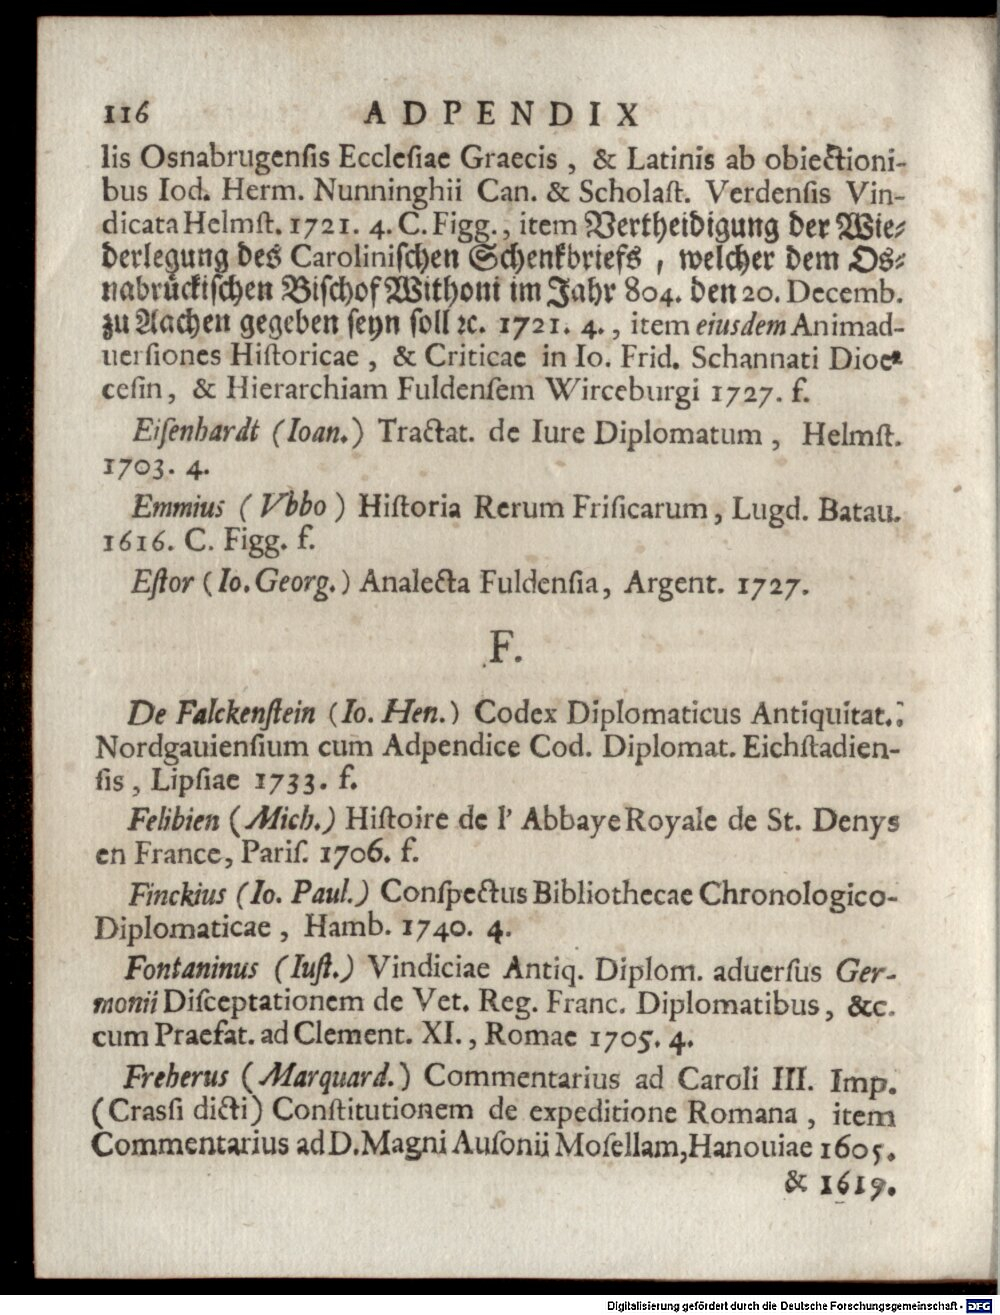 116 ADPENDIX
lis Osnabrugenſis Eccleſiae Graecis , & Latinis ab obiectioni-
bus Iod. Herm. Nunninghii Can. & Scholaſt. Verdenſis Vin-
dicata Helmſt. 1721. 4. C. Figg. , item Vertheidigung der Wie-
derlegung des Caroliniſchen Schenkbriefs , welcher dem Os-
nabrückiſchen Biſchof Withoni im Jahr 804. den 20. Decemb.
zu Aachen gegeben ſeyn ſoll ꝛc. 1721. 4. , item eiusdem Animad-
uerſiones Hiſtoricae , & Criticae in Io. Frid. Schannati Dioe-
ceſin, & Hierarchiam Fuldenſem Wirceburgi 1727. f.
Eiſenhardt (Ioan.) Tractat. de Iure Diplomatum , Helmſt.
1703. 4.
Emmius ( Vbbo ) Hiſtoria Rerum Friſicarum , Lugd. Batau.
1616. C. Figg. f.
Eſtor (Io. Georg.) Analecta Fuldenſia, Argent. 1727.
F.
De Falckenſtein (Io. Hen.) Codex Diplomaticus Antiquitat.
Nordgauienſium cum Adpendice Cod. Diplomat. Eichſtadien-
ſis , Lipſiae 1733. f.
Felibien (Mich.) Hiſtoire de l' Abbaye Royale de St. Denys
en France, Pariſ. 1706. f.
Finckius (Io. Paul.) Conſpectus Bibliothecae Chronologico-
Diplomaticae , Hamb. 1740. 4.
Fontaninus (Iuſt.) Vindiciae Antiq. Diplom. aduerſus Ger-
monii Diſceptationem de Vet. Reg. Franc. Diplomatibus, &c.
cum Praefat. ad Clement. XI. , Romae 1705. 4.
Freherus (Marquard.) Commentarius ad Caroli III. Imp.
(Craſſi dicti) Conſtitutionem de expeditione Romana , item
Commentarius ad D. Magni Auſonii Moſellam, Hanouiae 1605.
& 1619.
Digitalisierung gefördert durch die Deutsche Forschungsgemeinschaft - DFG